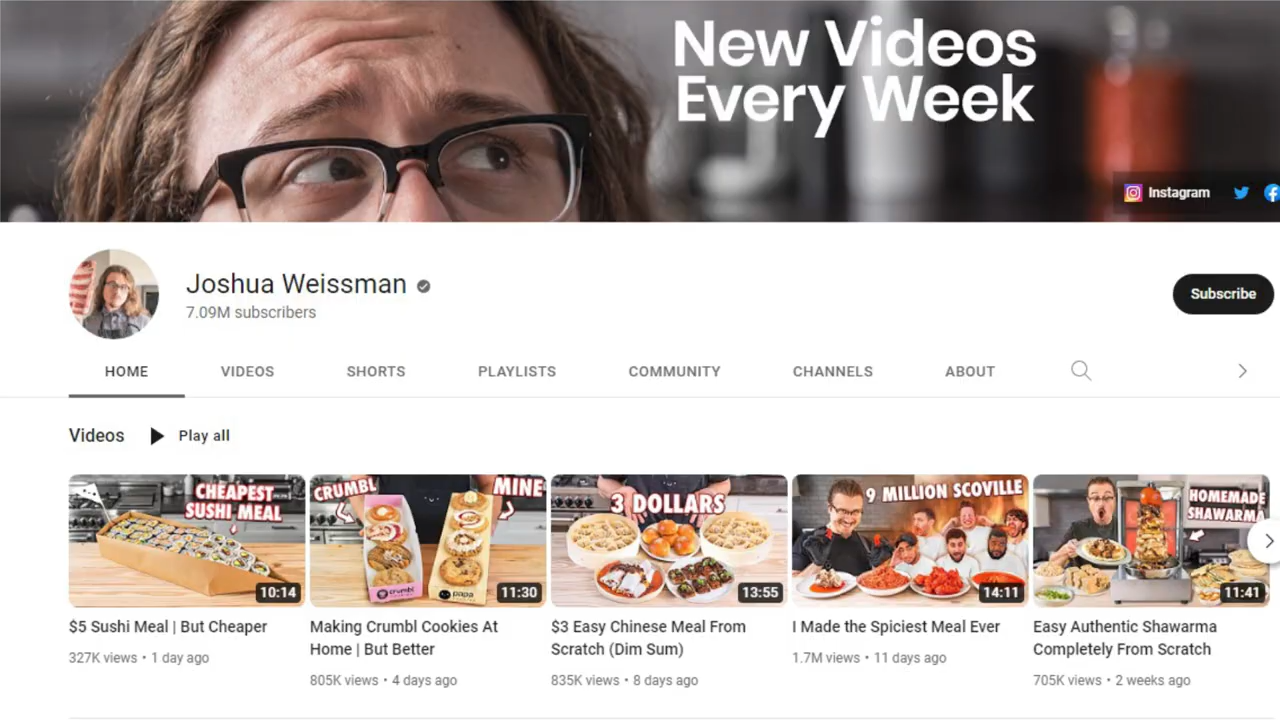 New Videos
Every Week
Instagram
Joshua Weissman
7.09M subscribers
Subscribe
HOME VIDEOS SHORTS PLAYLISTS COMMUNITY CHANNELS ABOUT
Videos Play all
CHEAPEST
SUSHI MEAL
10:14
CRUMBL
MINE
crumbl
papa
11:30
3 DOLLARS
13:55
9 MILLION SCOVILLE
14:11
HOMEMADE
SHAWARMA
11:41
$5 Sushi Meal | But Cheaper
327K views • 1 day ago
Making Crumbl Cookies At
Home | But Better
805K views • 4 days ago
$3 Easy Chinese Meal From
Scratch (Dim Sum)
835K views • 8 days ago
I Made the Spiciest Meal Ever
1.7M views • 11 days ago
Easy Authentic Shawarma
Completely From Scratch
705K views • 2 weeks ago